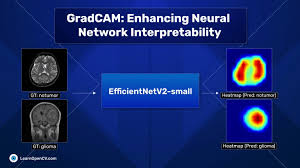 GradCAM: Enhancing Neural
Network Interpretability
GT: notumor
EfficientNetV2-small
Heatmap [Pred: notumor]
GT: glioma
Heatmap [Pred: glioma]
LearnOpenCV.com